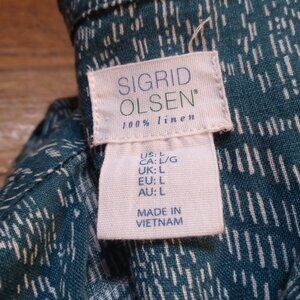 SIGRID
OLSEN®
100% linen
US: L
CA: L/G
UK: L
EU: L
AU: L
MADE IN
VIETNAM